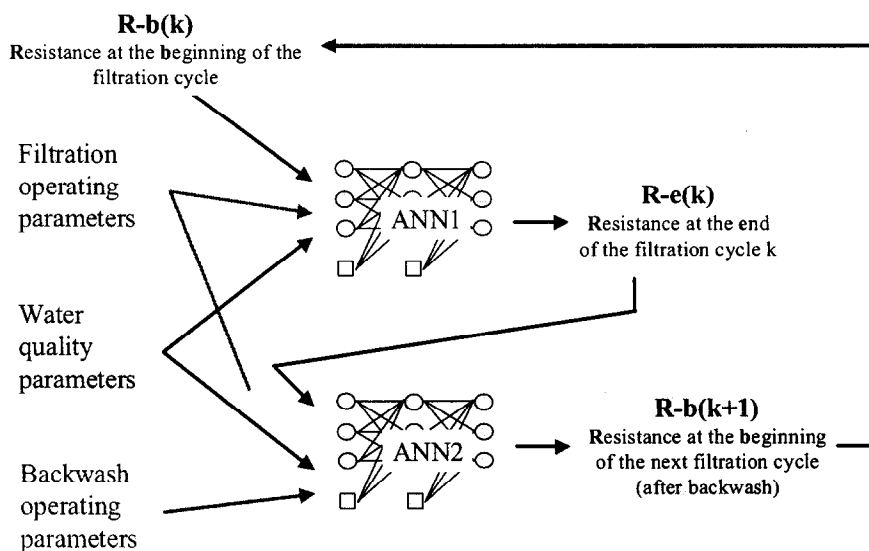 R-b(k)
Resistance at the beginning of the
filtration cycle
Filtration
operating
parameters
ANN1
R-e(k)
Resistance at the end
of the filtration cycle k
Water
quality
parameters
ANN2
R-b(k+1)
Resistance at the beginning
of the next filtration cycle
(after backwash)
Backwash
operating
parameters